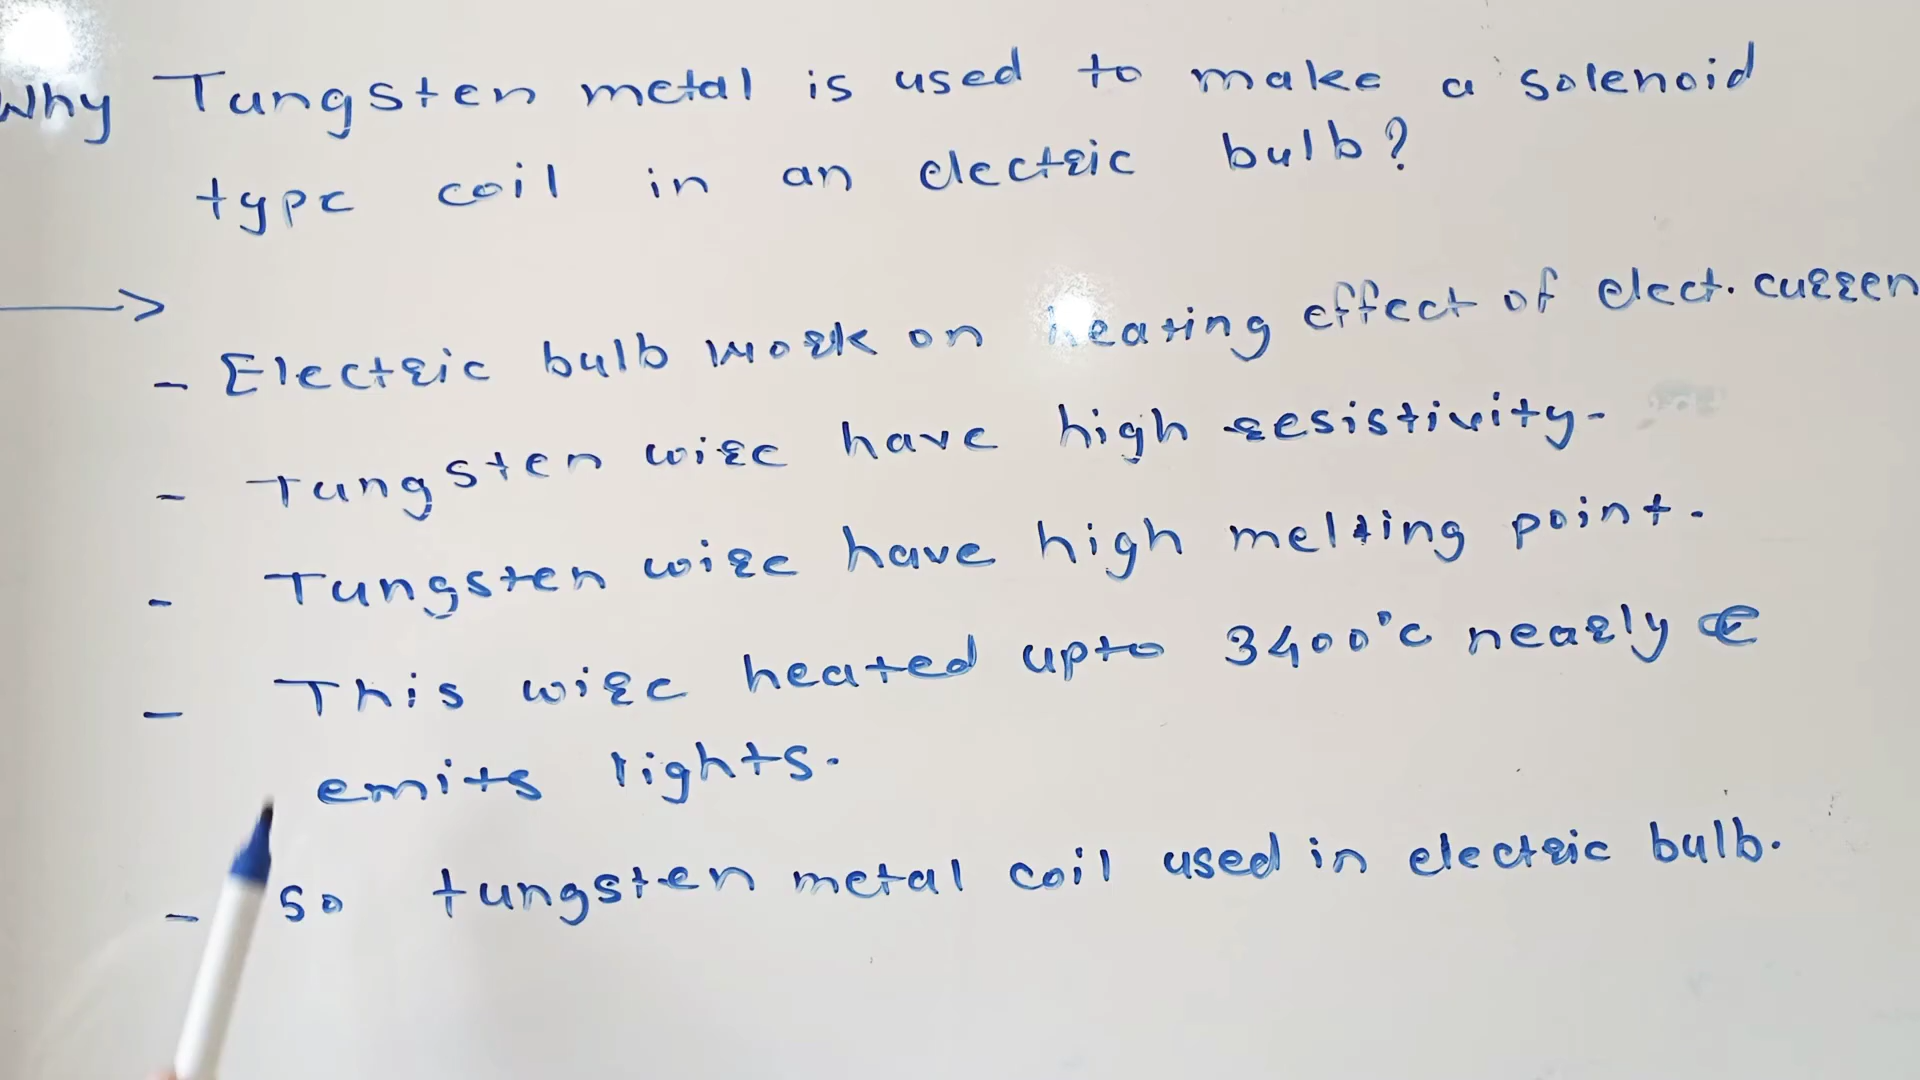 Why Tungsten metal is used to make a solenoid
type coil in an electric bulb?
→
- Electric bulb work on heating effect of elect. curren
- Tungsten wire have high resistivity.
- Tungsten wire have high melting point.
- This wire heated upto 3400°c nearly &
emits lights.
- so tungsten metal coil used in electric bulb.